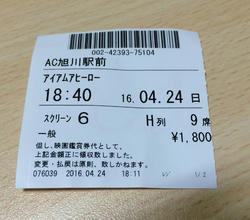 002-42393-75104
AC旭川駅前
アイアムアヒーロー
18:40 16.04.24 日
スクリーン 6 H列 9席
一般 ¥1,800
但し、映画鑑賞券代として、
上記金額正に領収致しました。
変更・払戻は原則、致しかねます。
076039 2016.04.24 18:11 レジ 1/2